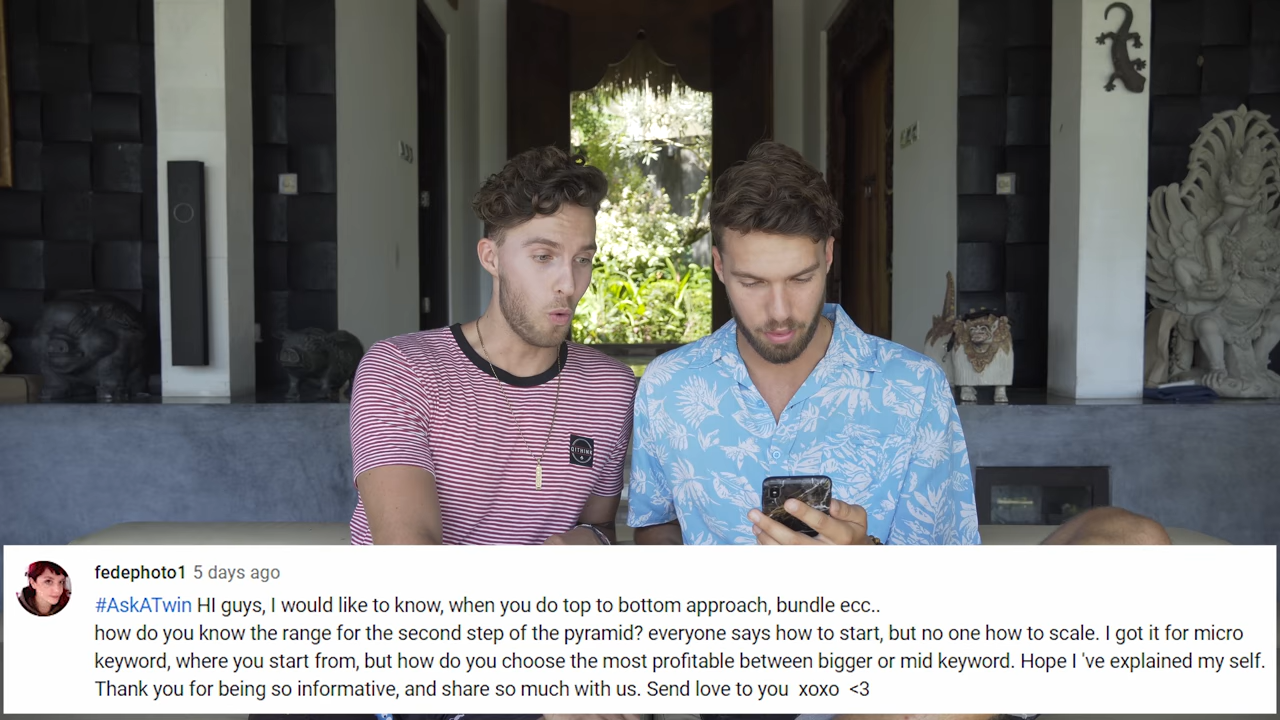 fedephoto1 5 days ago
#AskATwin HI guys, I would like to know, when you do top to bottom approach, bundle ecc..
how do you know the range for the second step of the pyramid? everyone says how to start, but no one how to scale. I got it for micro
keyword, where you start from, but how do you choose the most profitable between bigger or mid keyword. Hope I 've explained my self.
Thank you for being so informative, and share so much with us. Send love to you xoxo <3